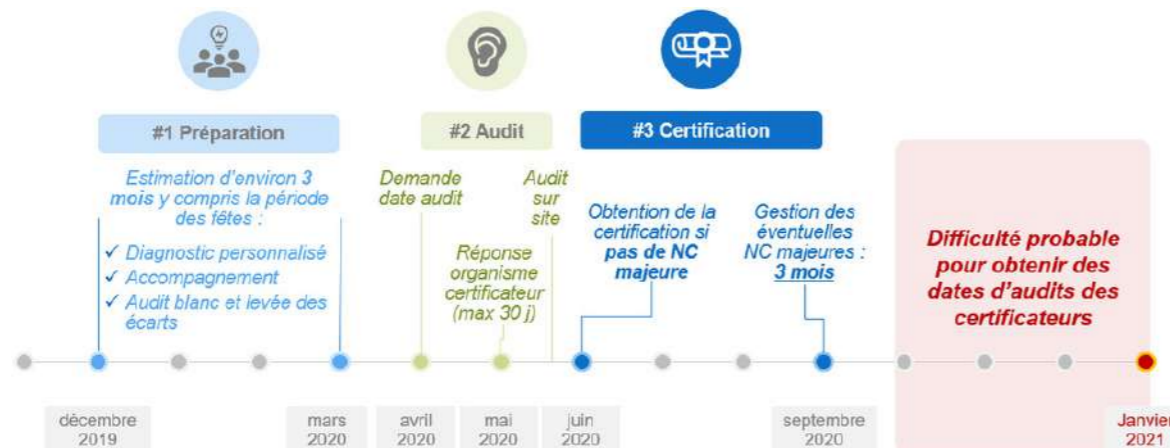 #1 Préparation
#2 Audit
#3 Certification
Estimation d'environ 3
mois y compris la période
des fêtes :
✓ Diagnostic personnalisé
✓ Accompagnement
✓ Audit blanc et levée des
écarts
Demande
date audit
Réponse
organisme
certificateur
(max 30 j)
Audit
sur
site
Obtention de la
certification si
pas de NC
majeure
Gestion des
éventuelles
NC majeures :
3 mois
Difficulté probable
pour obtenir des
dates d'audits des
certificateurs
décembre
2019
mars
2020
avril
2020
mai
2020
juin
2020
septembre
2020
Janvier
2021